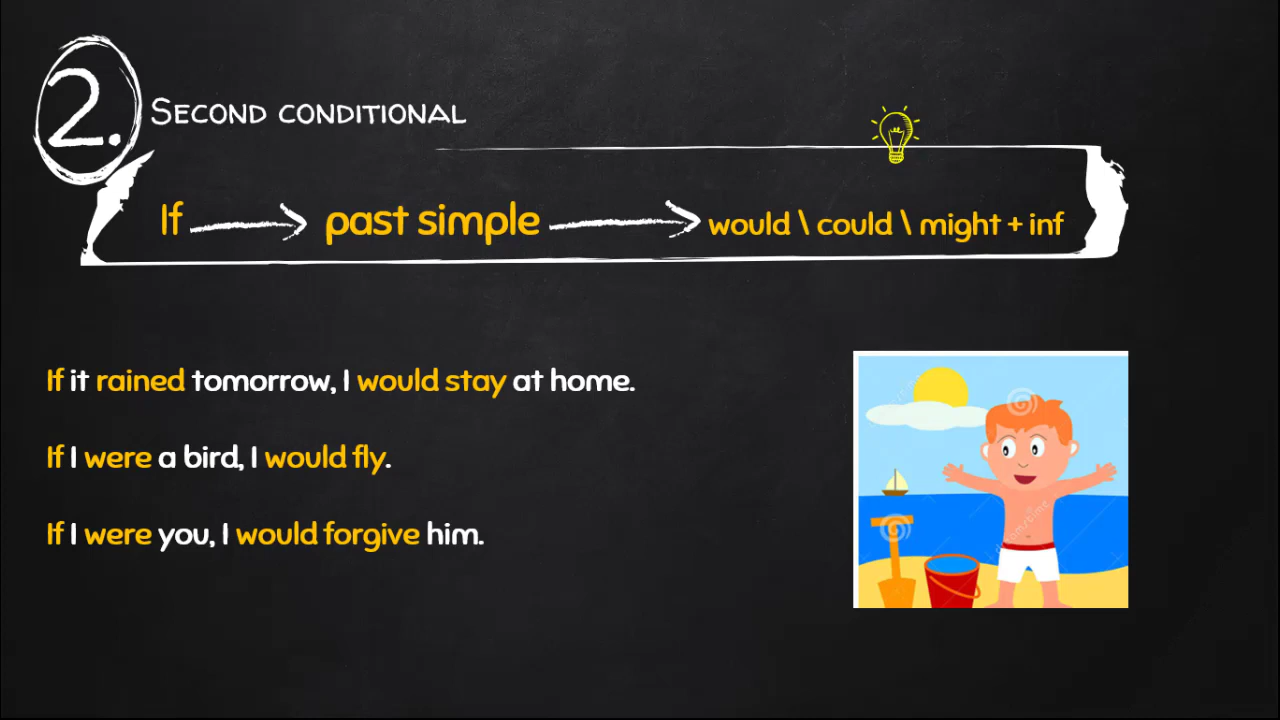 2.
Second conditional
If past simple would \ could \ might + inf
If it rained tomorrow, I would stay at home.
If I were a bird, I would fly.
If I were you, I would forgive him.
dreamstime